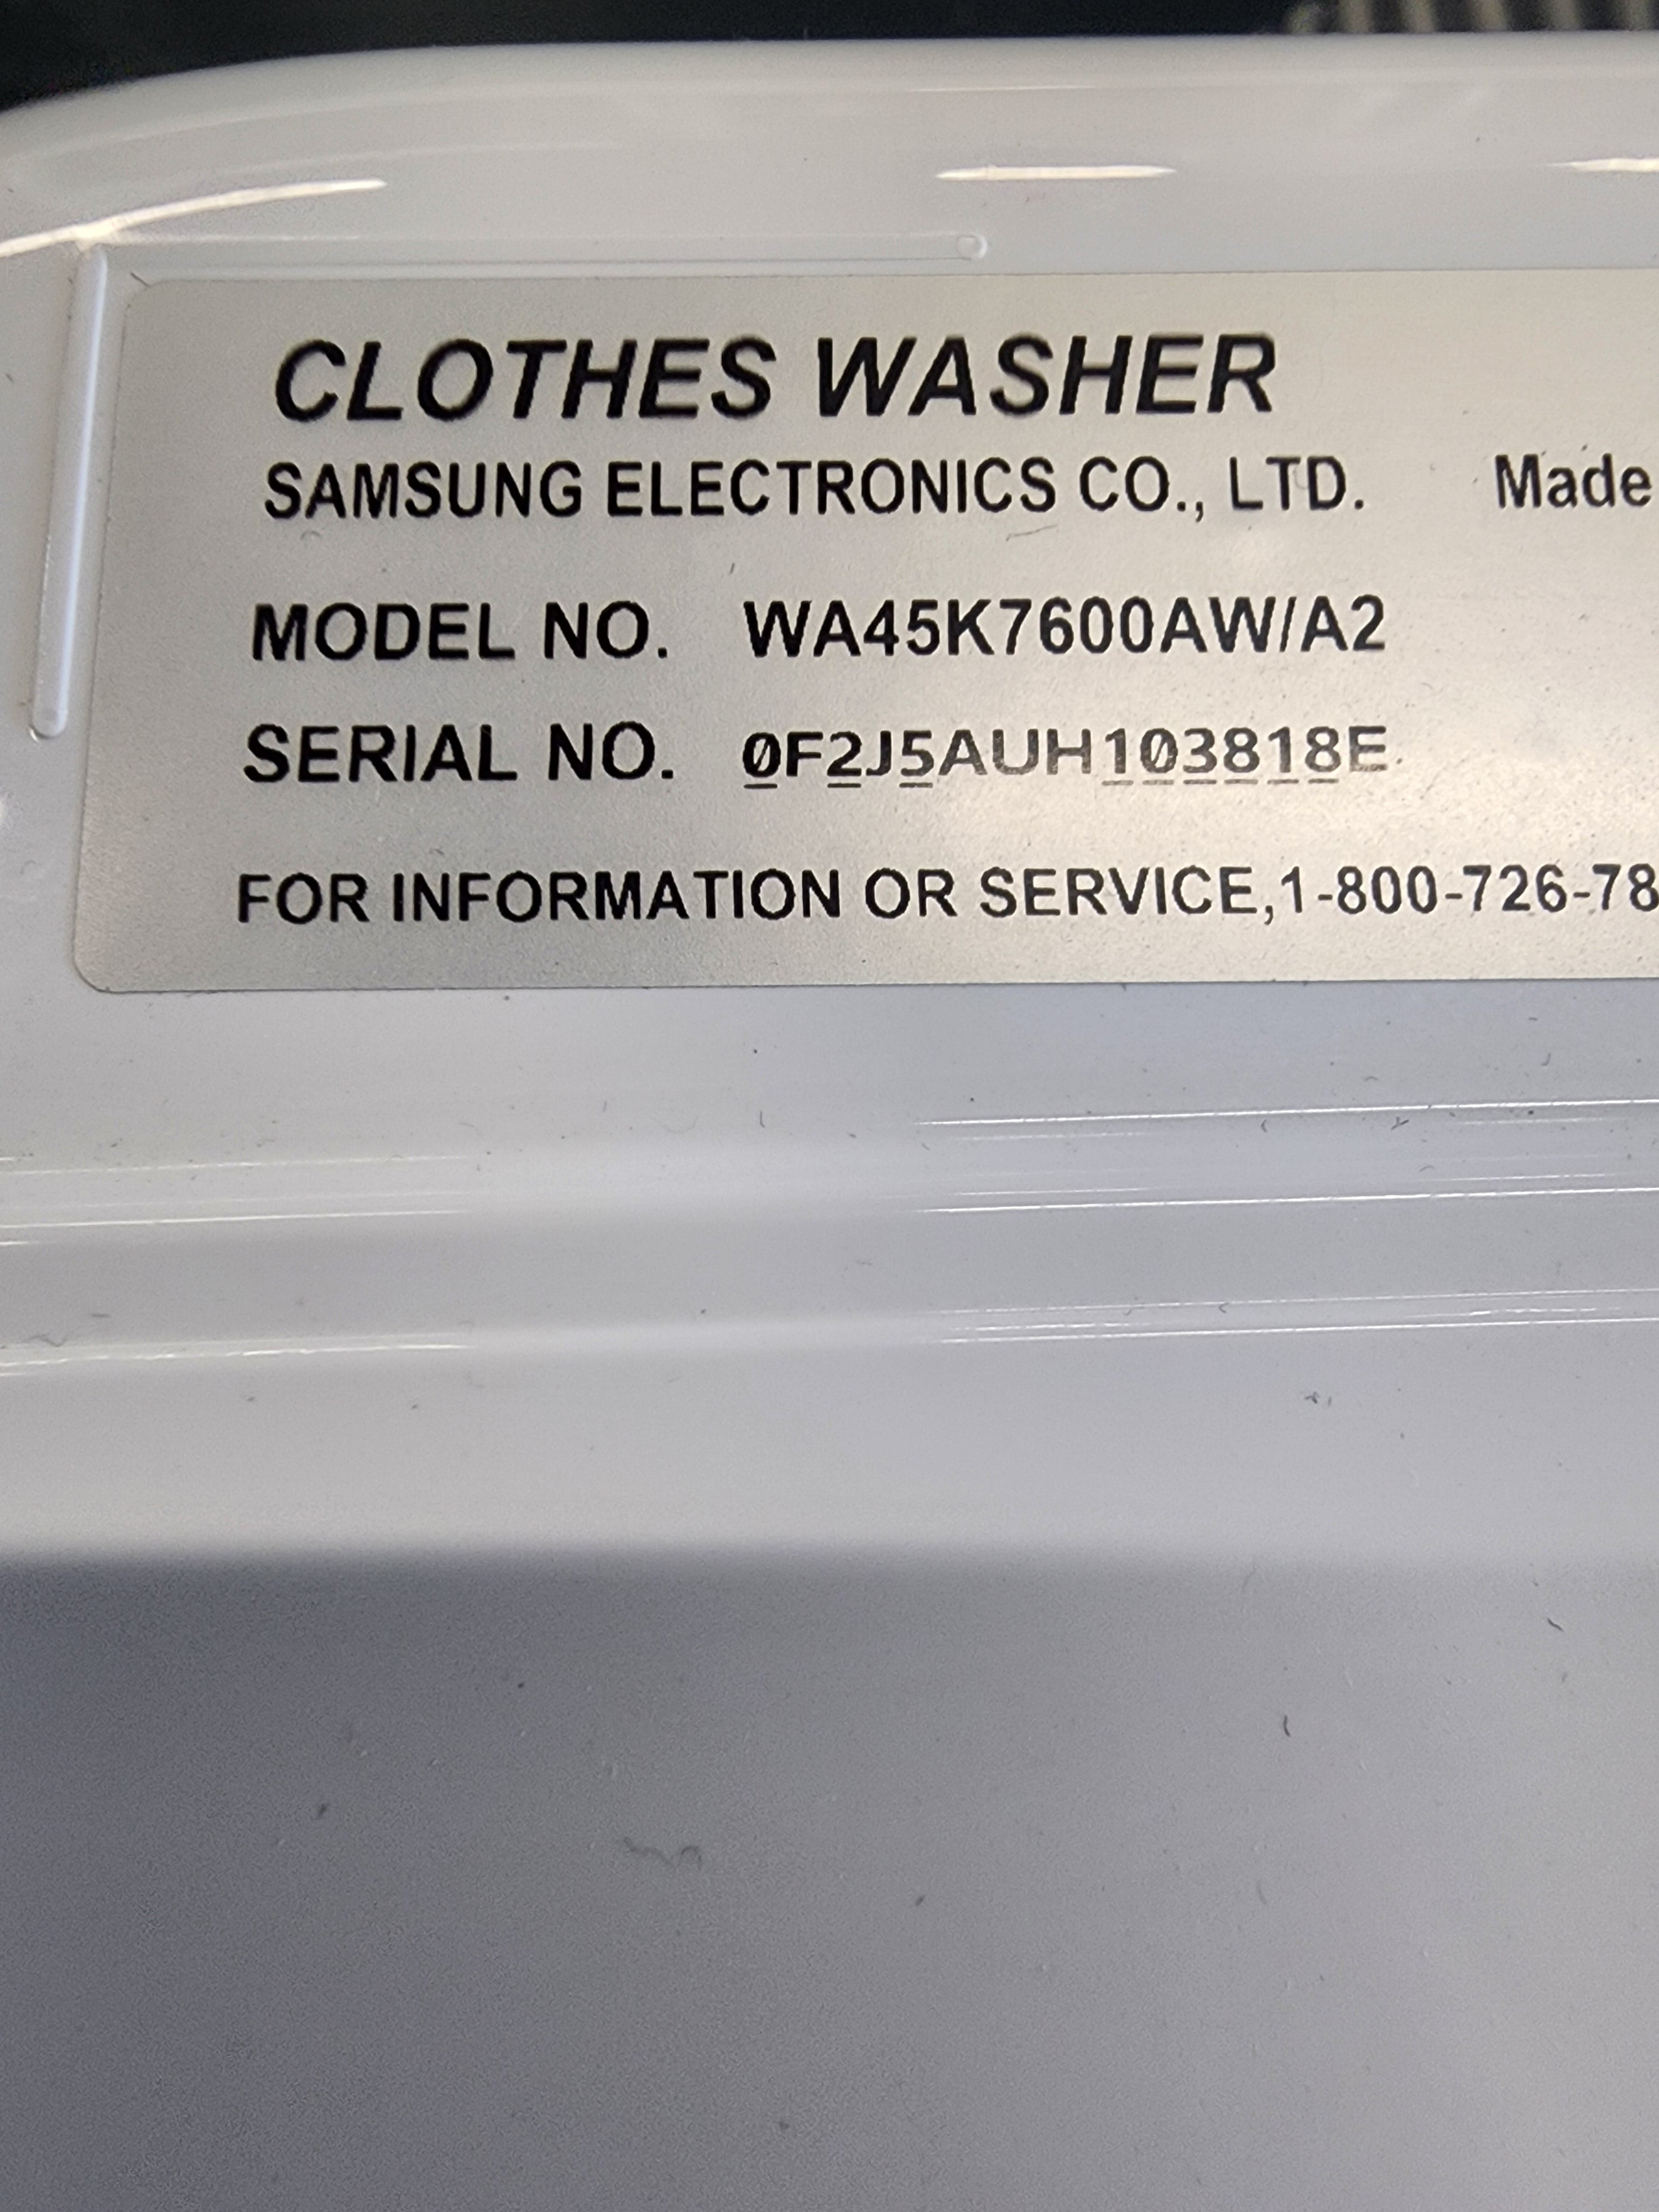 CLOTHES WASHER
SAMSUNG ELECTRONICS CO., LTD. Made
MODEL NO. WA45K7600AW/A2
SERIAL NO. 0F2J5AUH103818E
FOR INFORMATION OR SERVICE,1-800-726-78